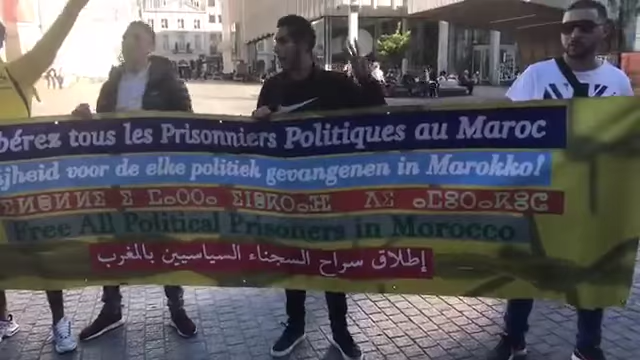 bérez tous les Prisonniers Politiques au Maroc
ijheid voor de elke politiek gevangenen in Marokko!
Free All Political Prisoners in Morocco
إطلاق سراح السجناء السياسيين بالمغرب